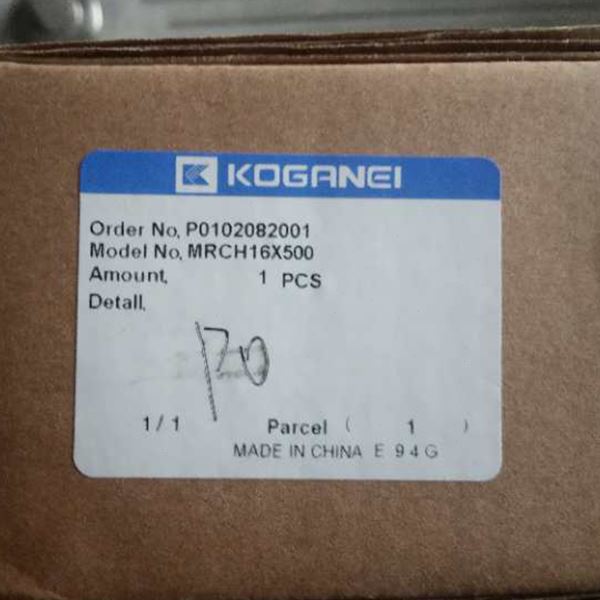 KOGANEI
Order No. P0102082001
Model No. MRCH16X500
Amount. 1 PCS
Detall.
170
1/1 Parcel ( 1 )
MADE IN CHINA E 94G